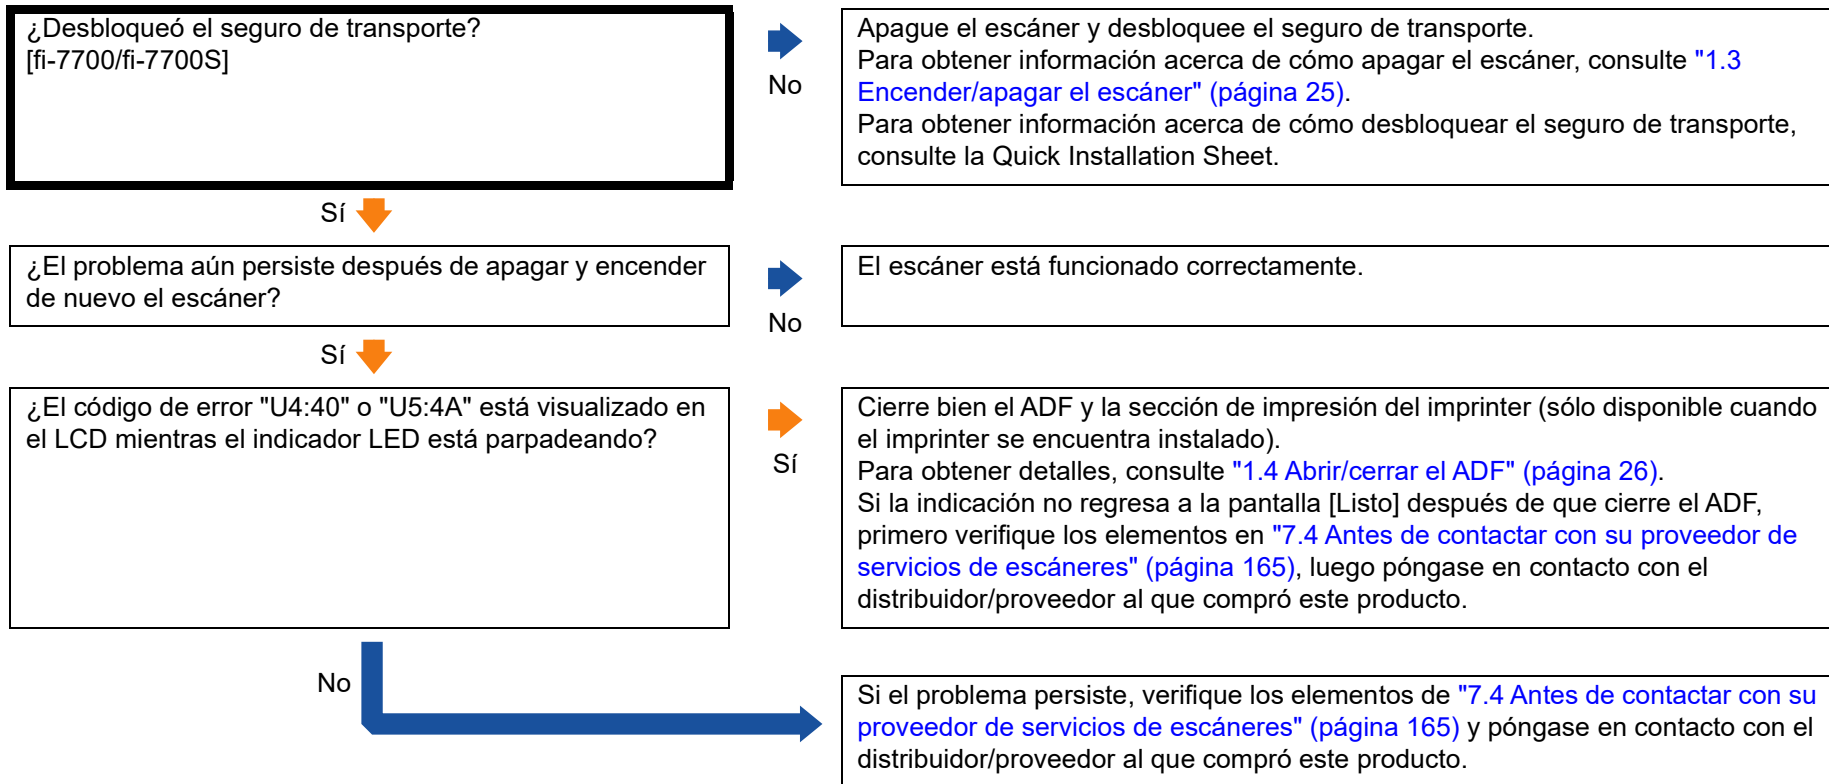 ¿Desbloqueó el seguro de transporte?
[fi-7700/fi-7700S]
No
Apague el escáner y desbloquee el seguro de transporte.
Para obtener información acerca de cómo apagar el escáner, consulte "1.3
Encender/apagar el escáner" (página 25).
Para obtener información acerca de cómo desbloquear el seguro de transporte,
consulte la Quick Installation Sheet.
Sí
¿El problema aún persiste después de apagar y encender
de nuevo el escáner?
No
El escáner está funcionado correctamente.
Sí
¿El código de error "U4:40" o "U5:4A" está visualizado en
el LCD mientras el indicador LED está parpadeando?
Sí
Cierre bien el ADF y la sección de impresión del imprinter (sólo disponible cuando
el imprinter se encuentra instalado).
Para obtener detalles, consulte "1.4 Abrir/cerrar el ADF" (página 26).
Si la indicación no regresa a la pantalla [Listo] después de que cierre el ADF,
primero verifique los elementos en "7.4 Antes de contactar con su proveedor de
servicios de escáneres" (página 165), luego póngase en contacto con el
distribuidor/proveedor al que compró este producto.
No
Si el problema persiste, verifique los elementos de "7.4 Antes de contactar con su
proveedor de servicios de escáneres" (página 165) y póngase en contacto con el
distribuidor/proveedor al que compró este producto.